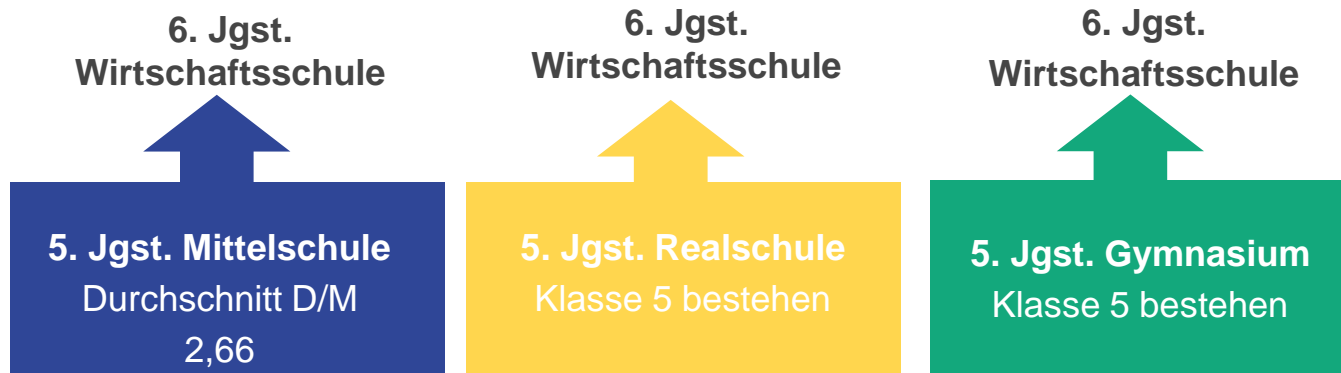 6. Jgst.
Wirtschaftsschule
5. Jgst. Mittelschule
Durchschnitt D/M
2,66
6. Jgst.
Wirtschaftsschule
5. Jgst. Realschule
Klasse 5 bestehen
6. Jgst.
Wirtschaftsschule
5. Jgst. Gymnasium
Klasse 5 bestehen